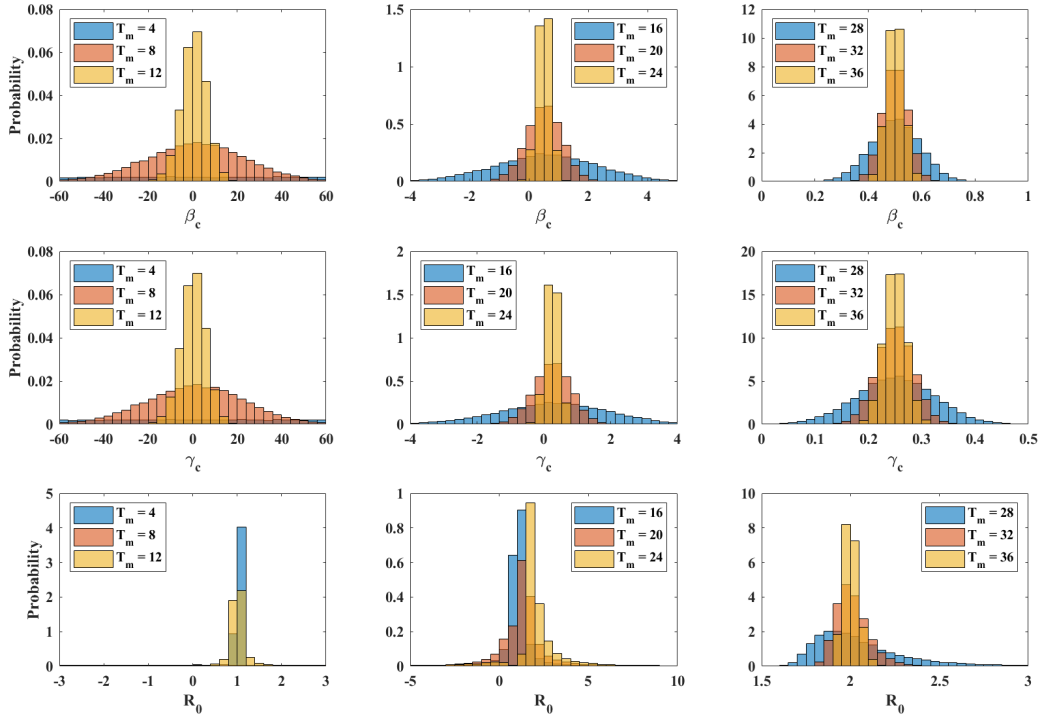 0.08
0.06
0.04
0.02
0
Probability
-60 -40 -20 0 20 40 60
β_c
T_m = 4
T_m = 8
T_m = 12
1.5
1
0.5
0
-4 -2 0 2 4
β_c
T_m = 16
T_m = 20
T_m = 24
12
10
8
6
4
2
0
0 0.2 0.4 0.6 0.8 1
β_c
T_m = 28
T_m = 32
T_m = 36
0.08
0.06
0.04
0.02
0
-60 -40 -20 0 20 40 60
γ_c
T_m = 4
T_m = 8
T_m = 12
2
1.5
1
0.5
0
-4 -2 0 2 4
γ_c
T_m = 16
T_m = 20
T_m = 24
20
15
10
5
0
0 0.1 0.2 0.3 0.4 0.5
γ_c
T_m = 28
T_m = 32
T_m = 36
5
4
3
2
1
0
Probability
-3 -2 -1 0 1 2 3
R_0
T_m = 4
T_m = 8
T_m = 12
1
0.8
0.6
0.4
0.2
0
-5 0 5 10
R_0
T_m = 16
T_m = 20
T_m = 24
10
8
6
4
2
0
1.5 2 2.5 3
R_0
T_m = 28
T_m = 32
T_m = 36